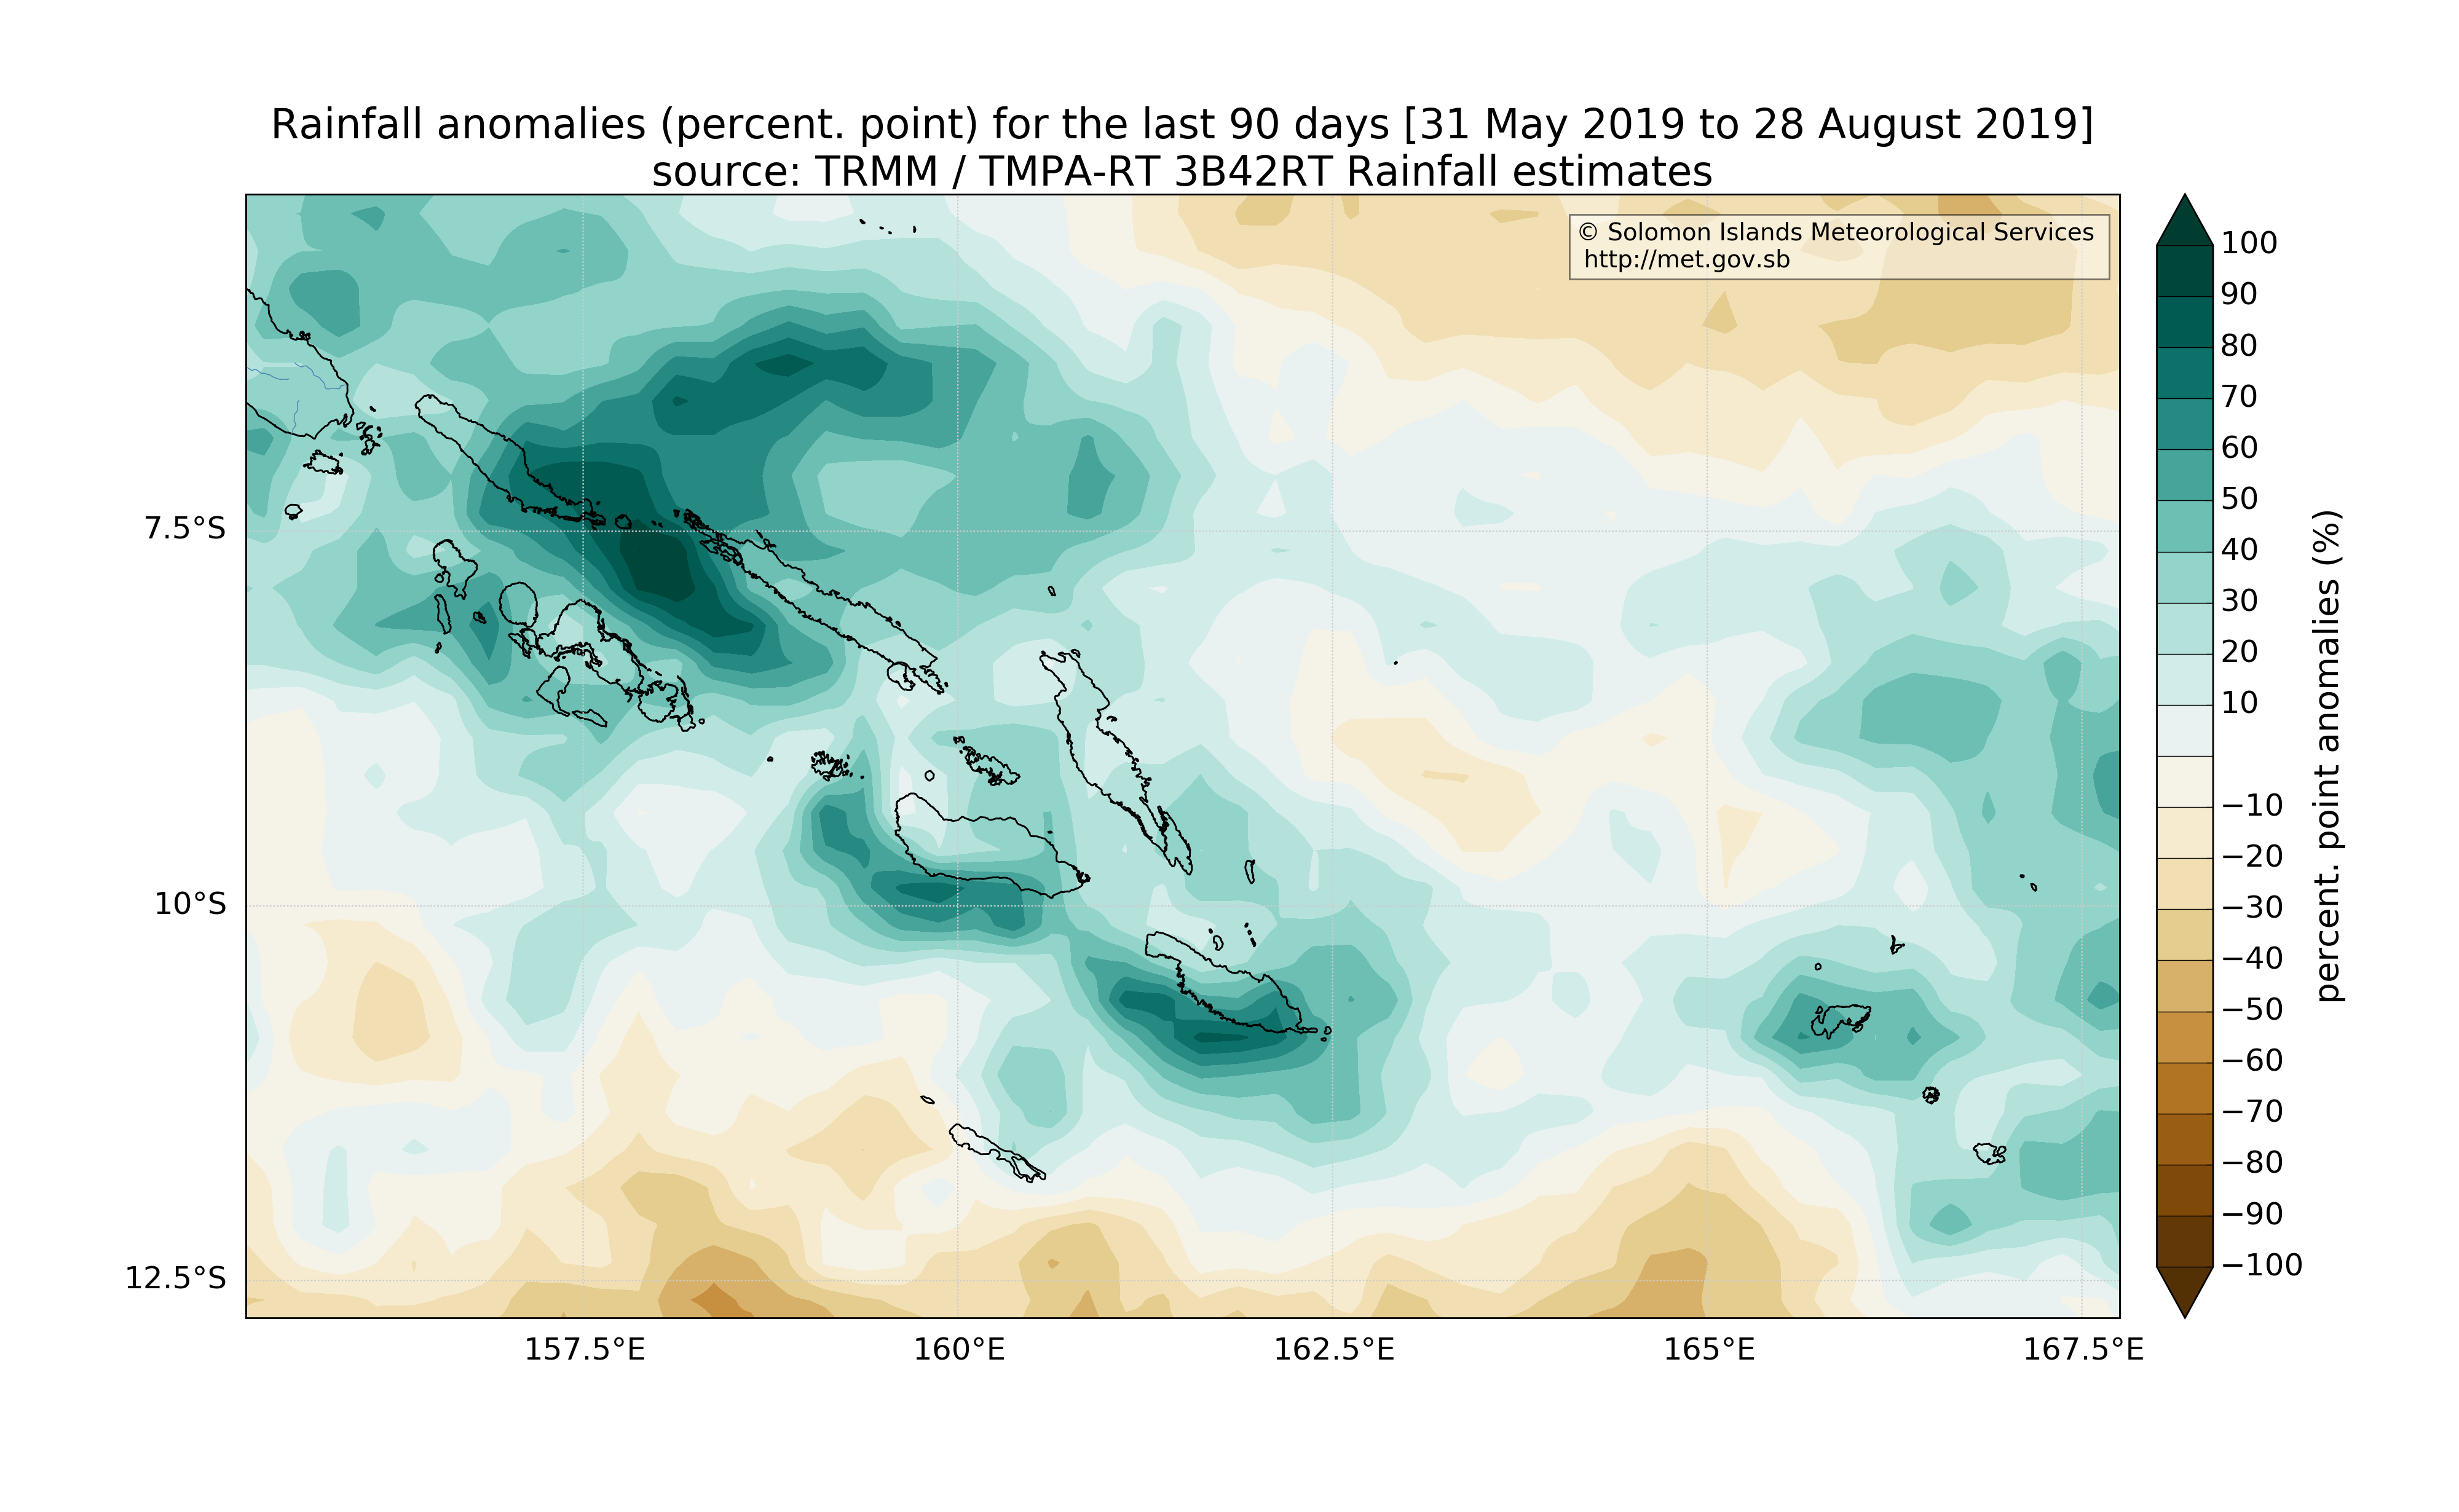 Rainfall anomalies (percent. point) for the last 90 days [31 May 2019 to 28 August 2019]
source: TRMM / TMPA-RT 3B42RT Rainfall estimates
© Solomon Islands Meteorological Services
http://met.gov.sb
7.5°S
10°S
12.5°S
157.5°E
160°E
162.5°E
165°E
167.5°E
100
90
80
70
60
50
40
30
20
10
−10
−20
−30
−40
−50
−60
−70
−80
−90
−100
percent. point anomalies (%)